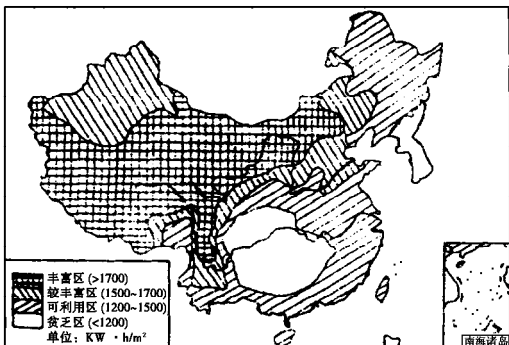 丰富区 (>1700)
较丰富区 (1500~1700)
可利用区 (1200~1500)
贫乏区 (<1200)
单位：KW · h/m²
南海诸岛